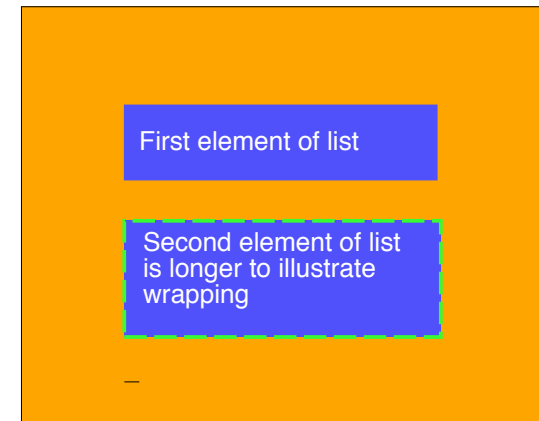 First element of list
Second element of list
is longer to illustrate
wrapping